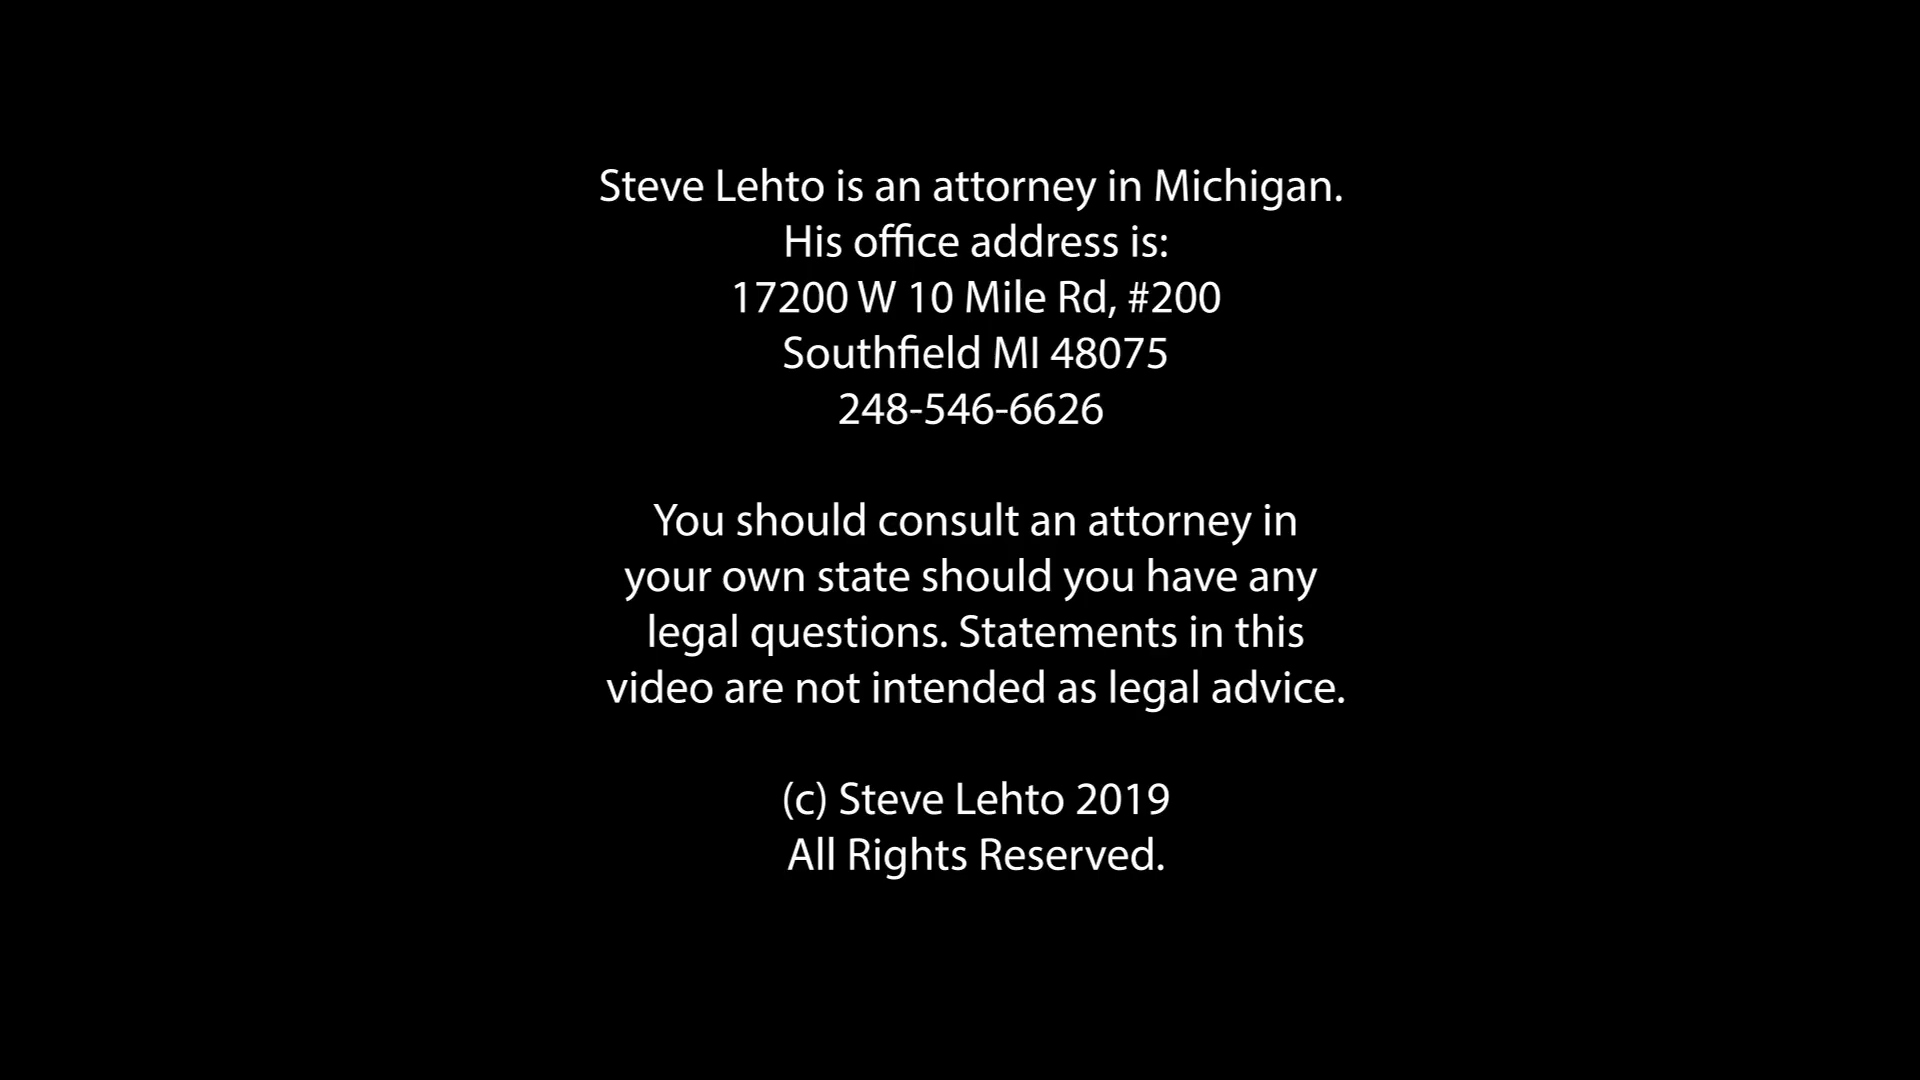 Steve Lehto is an attorney in Michigan.
His office address is:
17200 W 10 Mile Rd, #200
Southfield MI 48075
248-546-6626
You should consult an attorney in
your own state should you have any
legal questions. Statements in this
video are not intended as legal advice.
(c) Steve Lehto 2019
All Rights Reserved.